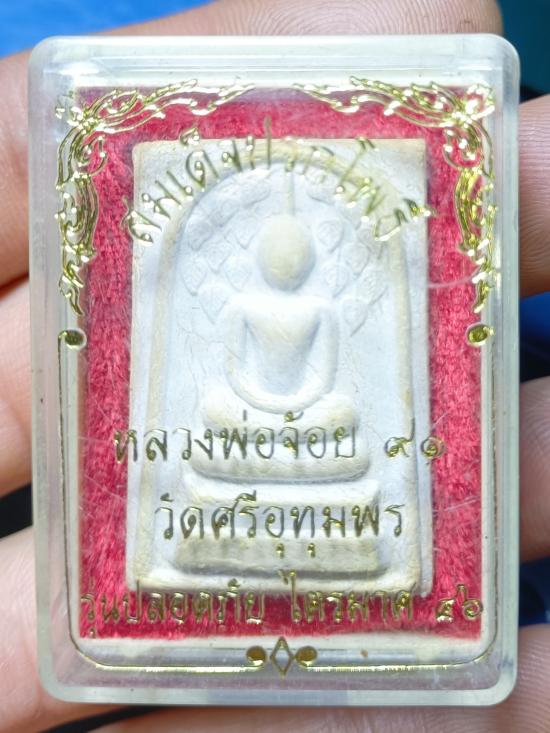 สมเด็จปรกโพธิ์
หลวงพ่อจ้อย ๙๑
วัดศรีอุทุมพร
รุ่นปลอดภัย ไตรมาศ ๔๖